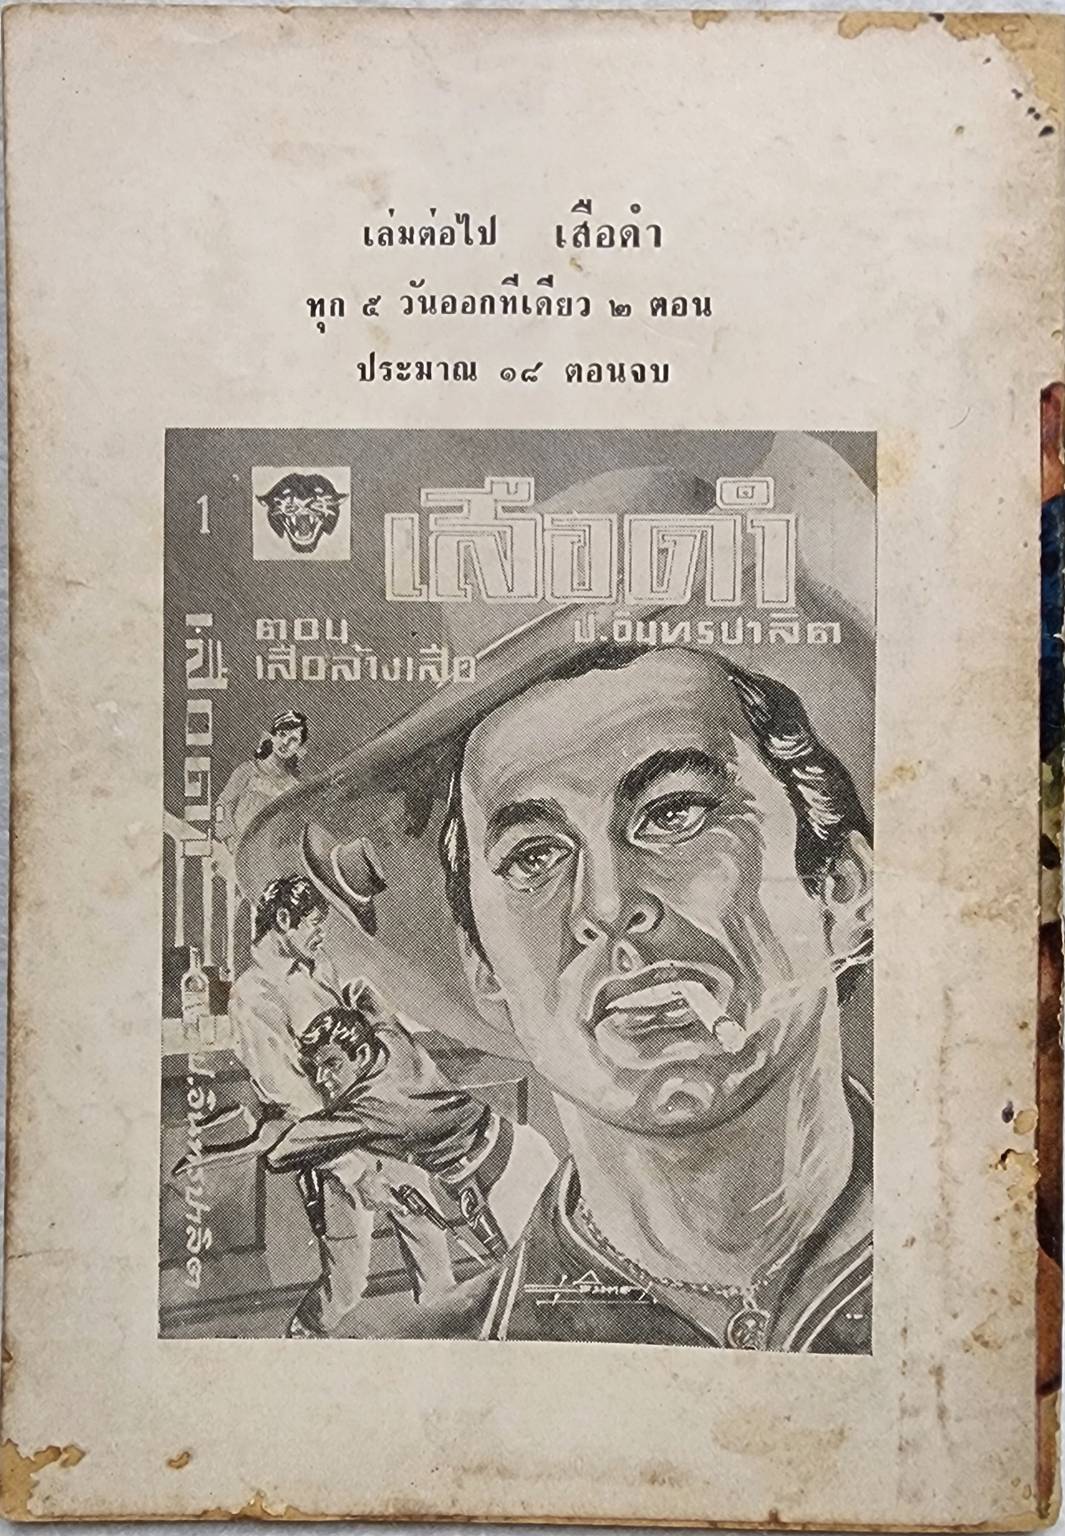 เล่มต่อไป เสือดำ
ทุก ๕ วันออกทีเดียว ๒ ตอน
ประมาณ ๑๘ ตอนจบ
1
เสือดำ
ป.อินทรปาลิต
ตอน
เสือล้างเสือ
เสือดำ
ป.อินทรปาลิต